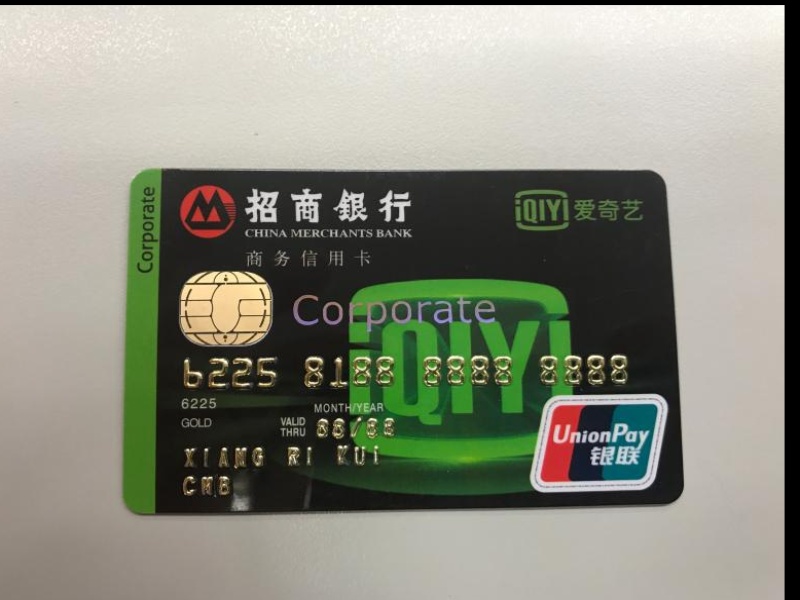 Corporate
招商銀行
CHINA MERCHANTS BANK
商务信用卡
iQIYI 爱奇艺
Corporate
iQIYI
6225 8188 8888 8888
6225
MONTH/YEAR
GOLD
VALID THRU 88/88
XIANG RI KUI
CMB
UnionPay
银联